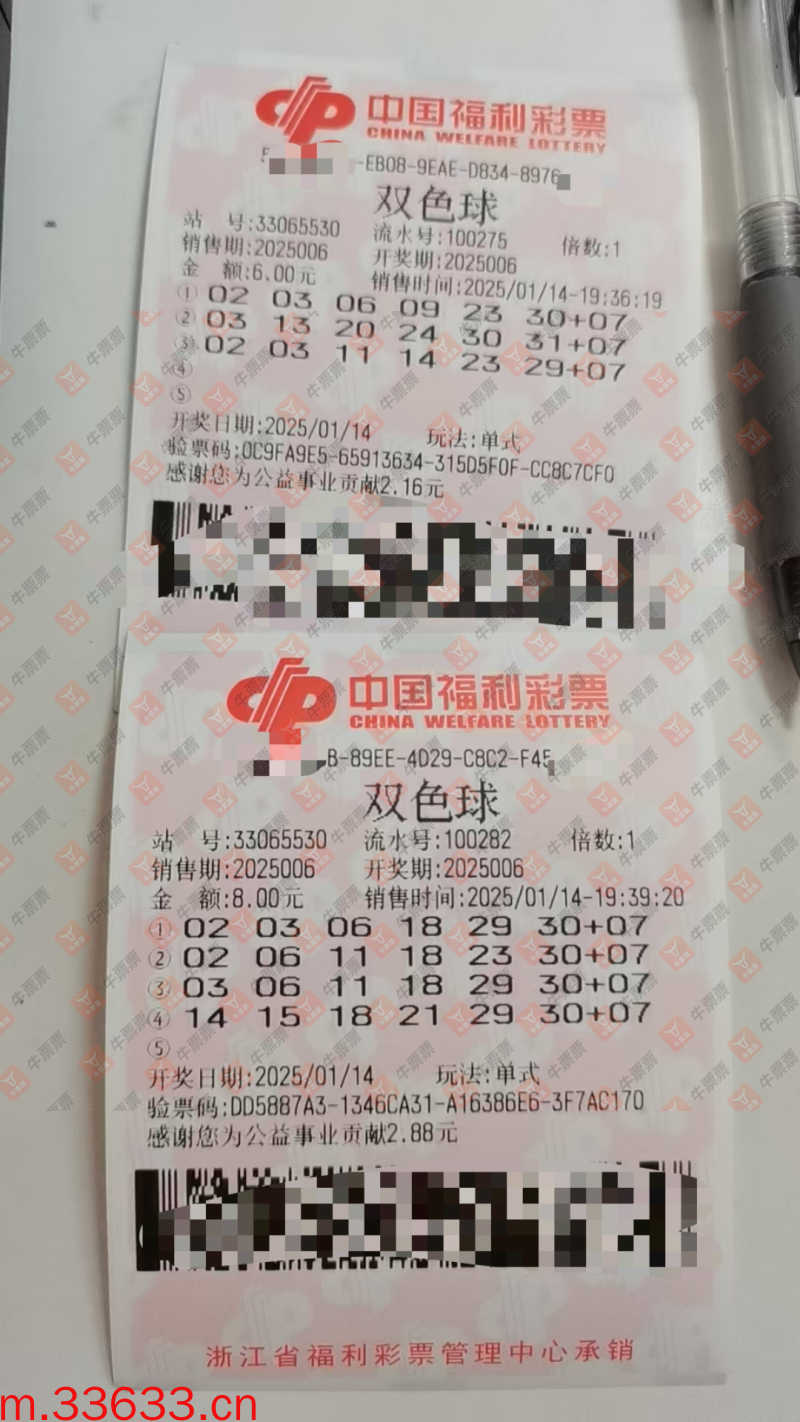 中国福利彩票
CHINA WELFARE LOTTERY
-EB08-9EAE-D834-8976
双色球
站 号:33065530 流水号:100275 倍数:1
销售期:2025006 开奖期:2025006
金 额:6.00元 销售时间:2025/01/14-19:36:19
① 02 03 06 09 23 30+07
② 03 13 20 24 30 31+07
③ 02 03 11 14 23 29+07
④
⑤
开奖日期:2025/01/14 玩法:单式
验票码:0C9FA9E5-65913634-315D5F0F-CC8C7CF0
感谢您为公益事业贡献2.16元
中国福利彩票
CHINA WELFARE LOTTERY
B-89EE-4D29-C8C2-F45
双色球
站 号:33065530 流水号:100282 倍数:1
销售期:2025006 开奖期:2025006
金 额:8.00元 销售时间:2025/01/14-19:39:20
① 02 03 06 18 29 30+07
② 02 06 11 18 23 30+07
③ 03 06 11 18 29 30+07
④ 14 15 18 21 29 30+07
⑤
开奖日期:2025/01/14 玩法:单式
验票码:DD5887A3-1346CA31-A16386E6-3F7AC170
感谢您为公益事业贡献2.88元
浙江省福利彩票管理中心承销
m.33633.cn
牛票票